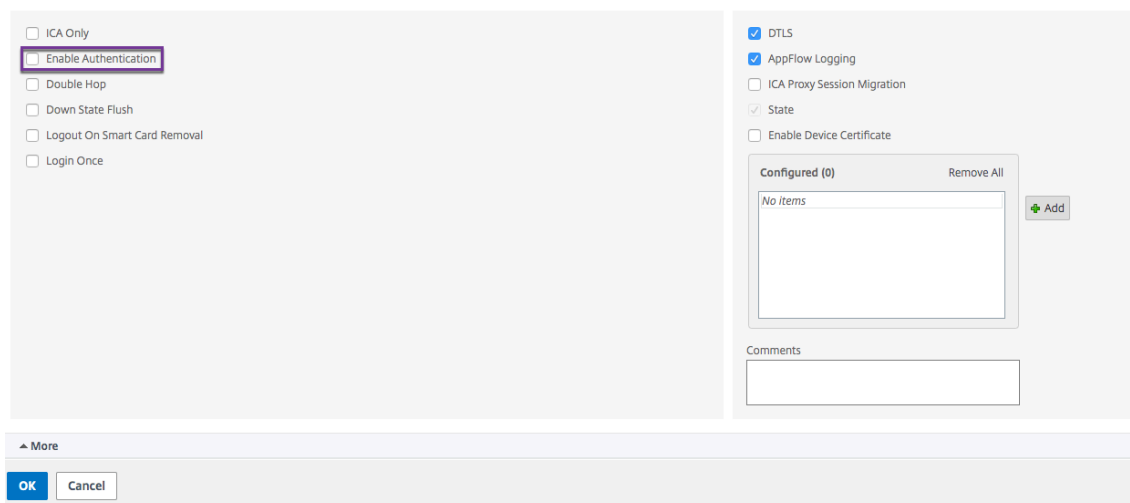 ICA Only
Enable Authentication
Double Hop
Down State Flush
Logout On Smart Card Removal
Login Once
DTLS
AppFlow Logging
ICA Proxy Session Migration
State
Enable Device Certificate
Configured (0) Remove All
No items
Add
Comments
More
OK Cancel